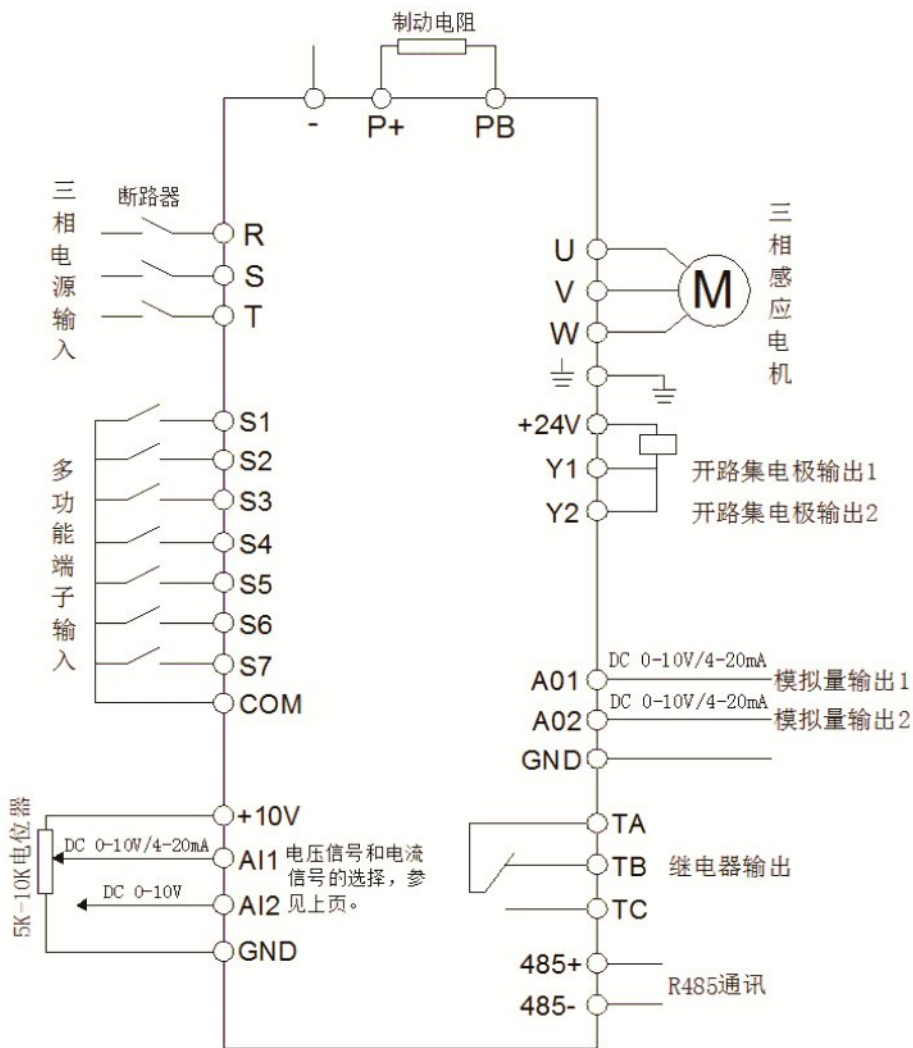 制动电阻
-
P+
PB
三相电源输入
断路器
R
S
T
U
V
W
M
三相感应电机
+24V
Y1
开路集电极输出1
Y2
开路集电极输出2
多功能端子输入
S1
S2
S3
S4
S5
S6
S7
COM
A01
DC 0-10V/4-20mA
模拟量输出1
A02
DC 0-10V/4-20mA
模拟量输出2
GND
5K-10K电位器
+10V
DC 0-10V/4-20mA
AI1
电压信号和电流
信号的选择，参
见上页。
DC 0-10V
AI2
GND
TA
TB
继电器输出
TC
485+
R485通讯
485-